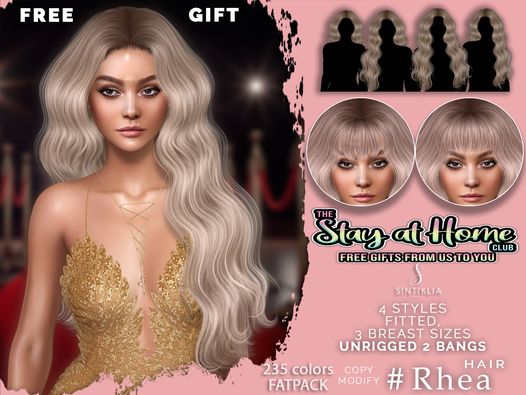 FREE GIFT
THE
Stay at Home
CLUB
FREE GIFTS FROM US TO YOU
S
SINTIKLIA
4 STYLES
FITTED,
3 BREAST SIZES
UNRIGGED 2 BANGS
235 colors
FATPACK
COPY
MODIFY
HAIR
#Rhea